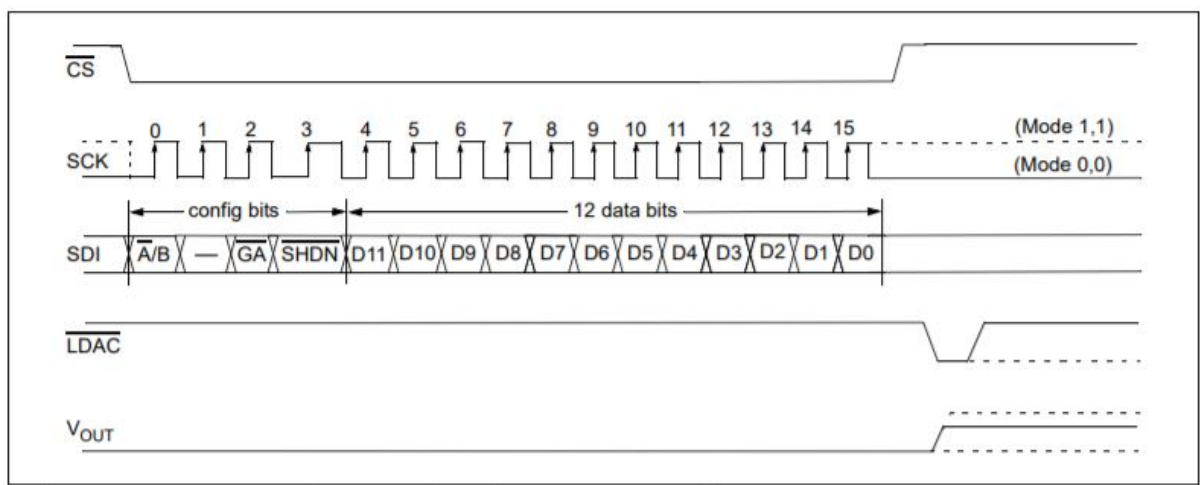 CS
0 1 2 3 4 5 6 7 8 9 10 11 12 13 14 15 (Mode 1,1)
SCK (Mode 0,0)
config bits 12 data bits
SDI A/B — GA SHDN D11 D10 D9 D8 D7 D6 D5 D4 D3 D2 D1 D0
LDAC
VOUT